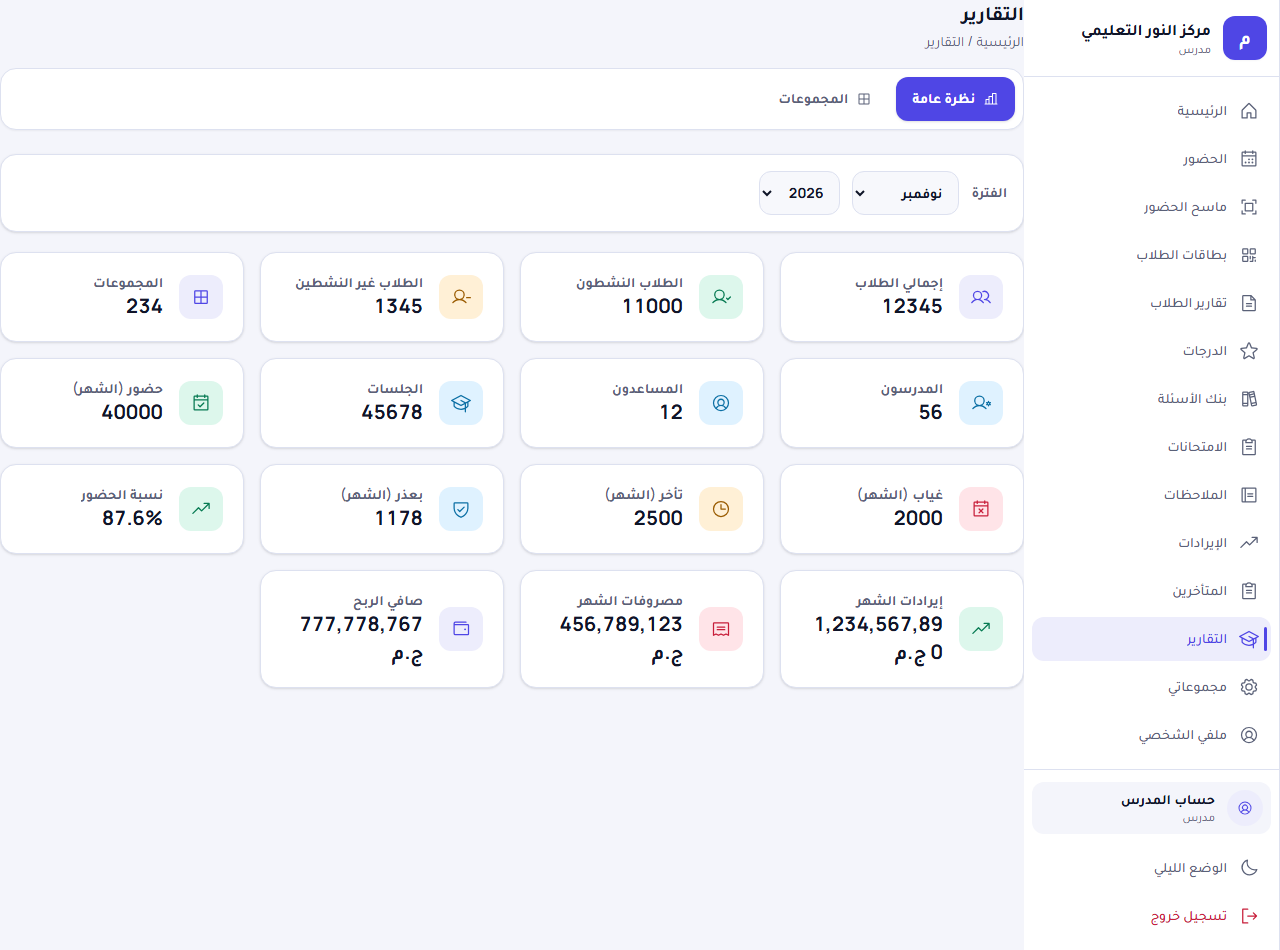 م
مركز النور التعليمي
مدرس
الرئيسية
الحضور
ماسح الحضور
بطاقات الطلاب
تقارير الطلاب
الدرجات
بنك الأسئلة
الامتحانات
الملاحظات
الإيرادات
المتأخرين
التقارير
مجموعاتي
ملفي الشخصي
حساب المدرس
مدرس
الوضع الليلي
تسجيل خروج
التقارير
الرئيسية / التقارير
نظرة عامة
المجموعات
الفترة
نوفمبر
2026
إجمالي الطلاب
12345
الطلاب النشطون
11000
الطلاب غير النشطين
1345
المجموعات
234
المدرسون
56
المساعدون
12
الجلسات
45678
حضور (الشهر)
40000
غياب (الشهر)
2000
تأخر (الشهر)
2500
بعذر (الشهر)
1178
نسبة الحضور
87.6%
إيرادات الشهر
1,234,567,89
0 ج.م
مصروفات الشهر
456,789,123
ج.م
صافي الربح
777,778,767
ج.م